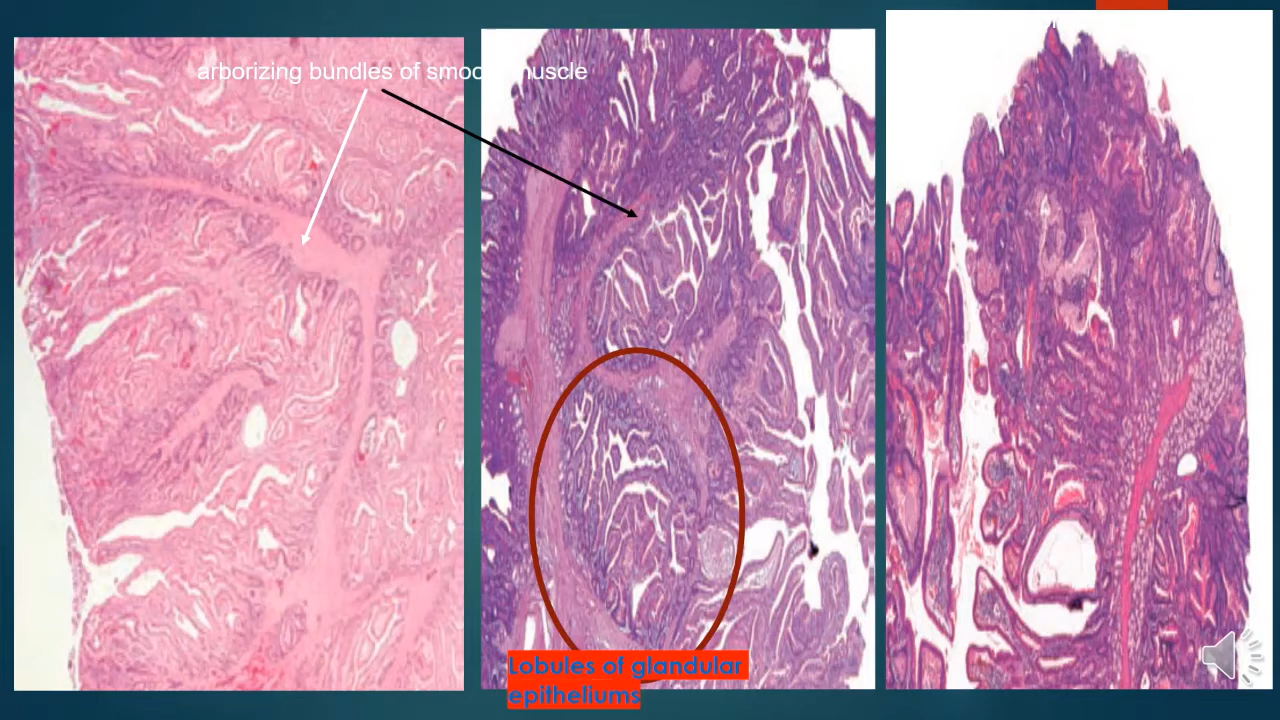 arborizing bundles of smooth muscle
Lobules of glandular
epitheliums